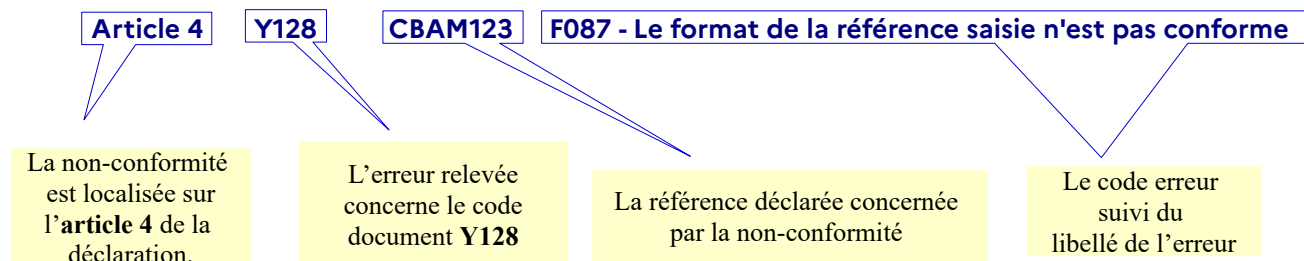 Article 4 Y128 CBAM123 F087 - Le format de la référence saisie n'est pas conforme
La non-conformité
est localisée sur
l’article 4 de la
déclaration.
L’erreur relevée
concerne le code
document Y128
La référence déclarée concernée
par la non-conformité
Le code erreur
suivi du
libellé de l’erreur